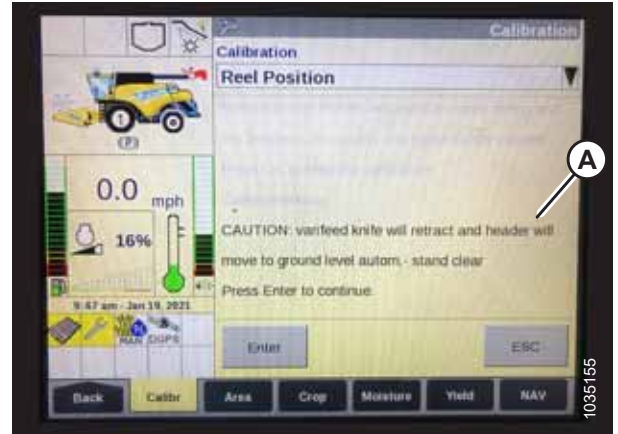 Calibration
Calibration
Reel Position
A
0.0 mph
16%
CAUTION: varifeed knife will retract and header will
move to ground level autom.- stand clear
Press Enter to continue.
9:47 am - Jan 19, 2021
MAN DGPS
Enter
ESC
Back
Calibr
Area
Crop
Moisture
Yield
NAV
1035155